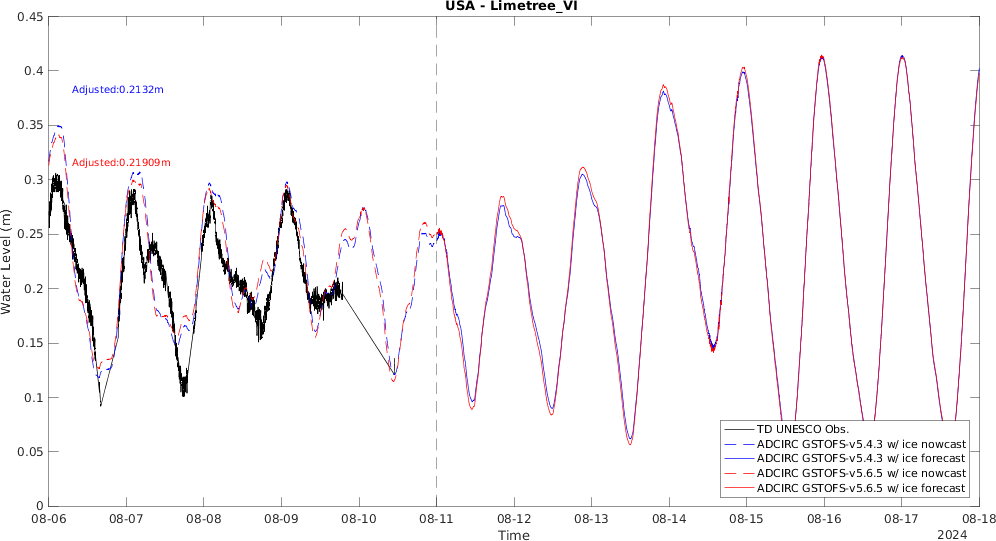 USA - Limetree_VI
0.45
0.4
0.35
0.3
0.25
0.2
0.15
0.1
0.05
0
Water Level (m)
Adjusted:0.2132m
Adjusted:0.21909m
TD UNESCO Obs.
ADCIRC GSTOFS-v5.4.3 w/ ice nowcast
ADCIRC GSTOFS-v5.4.3 w/ ice forecast
ADCIRC GSTOFS-v5.6.5 w/ ice nowcast
ADCIRC GSTOFS-v5.6.5 w/ ice forecast
08-06 08-07 08-08 08-09 08-10 08-11 08-12 08-13 08-14 08-15 08-16 08-17 08-18
Time
2024